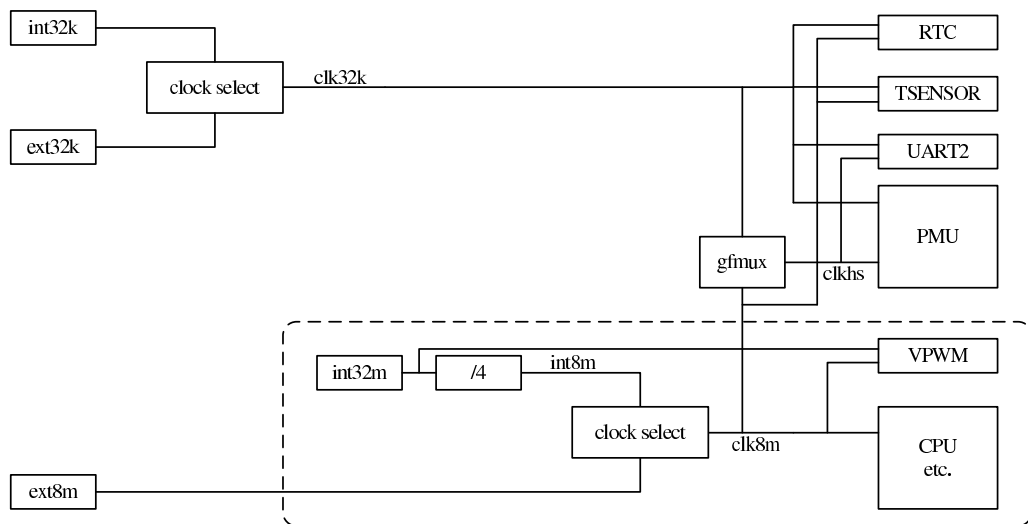 int32k
RTC
clk32k
clock select
TSENSOR
ext32k
UART2
PMU
gfmux
clkhs
VPWM
int8m
int32m
/4
clock select
clk8m
CPU
etc.
ext8m